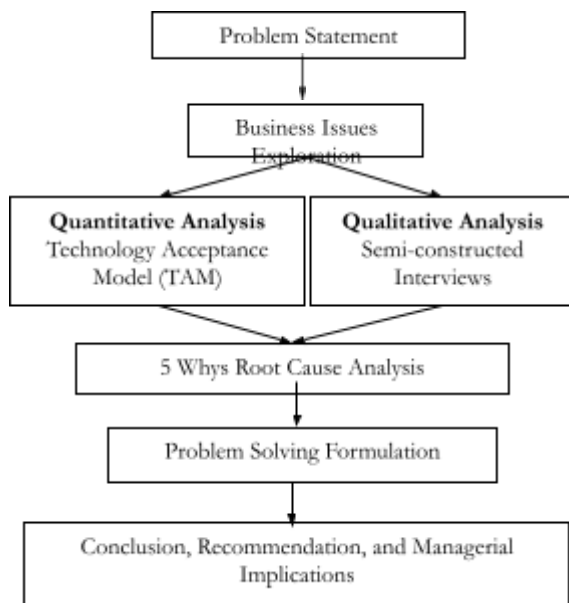 Problem Statement
Business Issues
Exploration
Quantitative Analysis
Technology Acceptance
Model (TAM)
Qualitative Analysis
Semi-constructed
Interviews
5 Whys Root Cause Analysis
Problem Solving Formulation
Conclusion, Recommendation, and Managerial
Implications